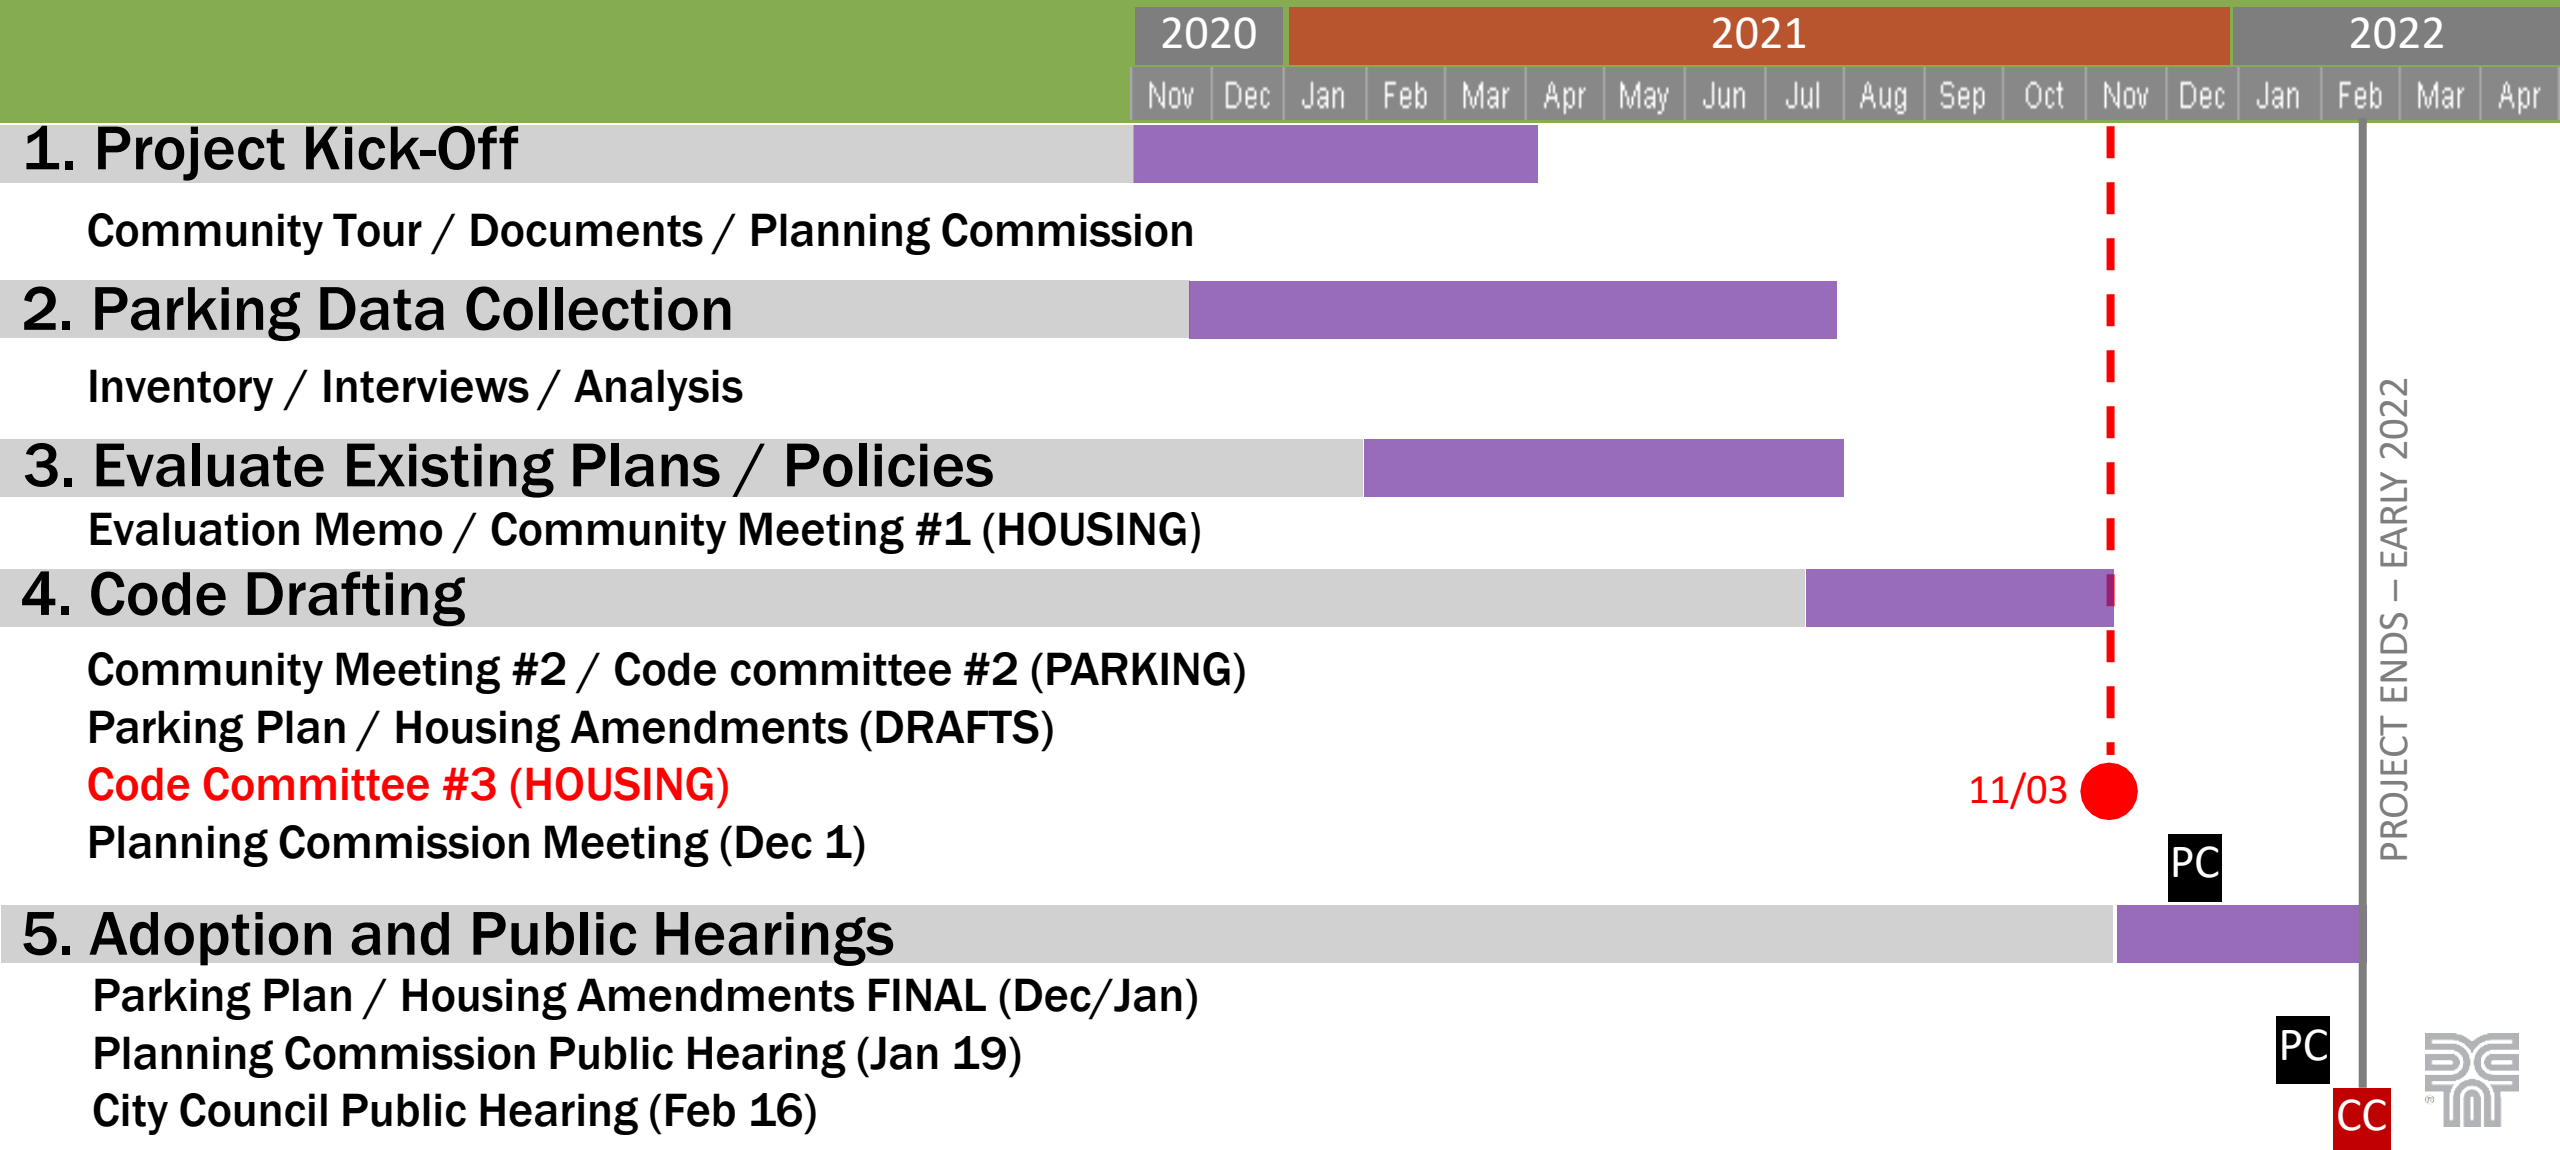 2020 2021 2022
Nov Dec Jan Feb Mar Apr May Jun Jul Aug Sep Oct Nov Dec Jan Feb Mar Apr
1. Project Kick-Off
Community Tour / Documents / Planning Commission
2. Parking Data Collection
Inventory / Interviews / Analysis
3. Evaluate Existing Plans / Policies
Evaluation Memo / Community Meeting #1 (HOUSING)
4. Code Drafting
Community Meeting #2 / Code committee #2 (PARKING)
Parking Plan / Housing Amendments (DRAFTS)
Code Committee #3 (HOUSING)
11/03
Planning Commission Meeting (Dec 1)
PC
PROJECT ENDS – EARLY 2022
5. Adoption and Public Hearings
Parking Plan / Housing Amendments FINAL (Dec/Jan)
Planning Commission Public Hearing (Jan 19)
PC
City Council Public Hearing (Feb 16)
CC
®